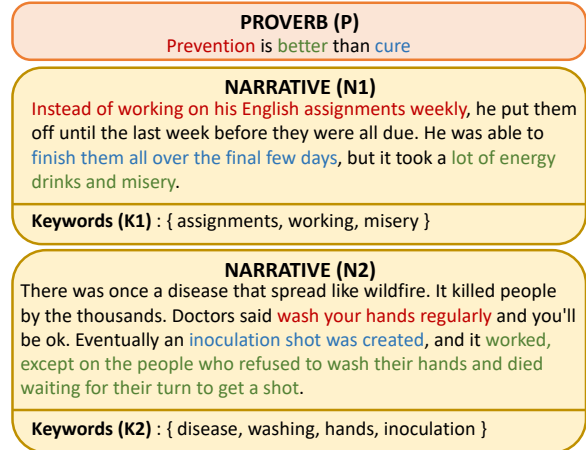 PROVERB (P)
Prevention is better than cure
NARRATIVE (N1)
Instead of working on his English assignments weekly, he put them
off until the last week before they were all due. He was able to
finish them all over the final few days, but it took a lot of energy
drinks and misery.
Keywords (K1) : { assignments, working, misery }
NARRATIVE (N2)
There was once a disease that spread like wildfire. It killed people
by the thousands. Doctors said wash your hands regularly and you'll
be ok. Eventually an inoculation shot was created, and it worked,
except on the people who refused to wash their hands and died
waiting for their turn to get a shot.
Keywords (K2) : { disease, washing, hands, inoculation }